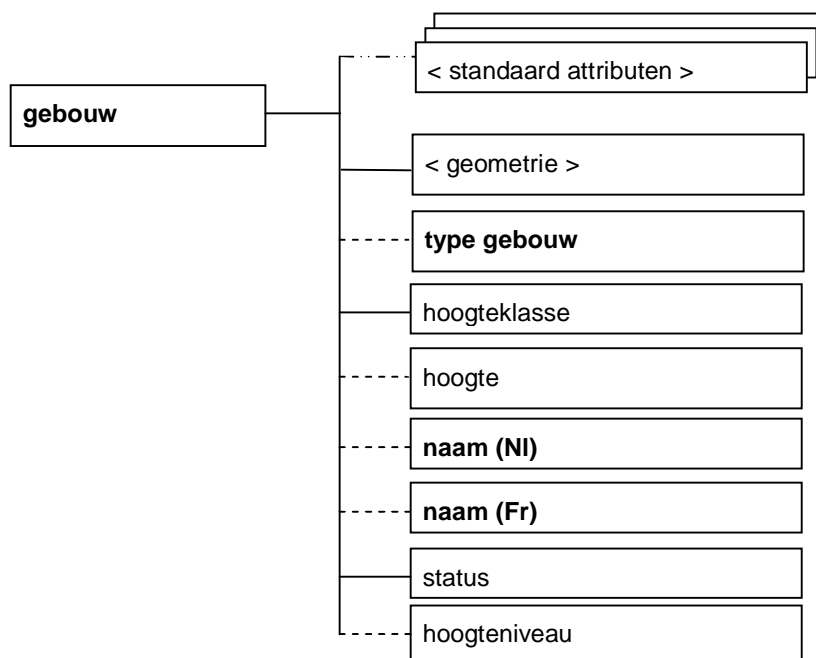 < standaard attributen >
gebouw
< geometrie >
type gebouw
hoogteklasse
hoogte
naam (Nl)
naam (Fr)
status
hoogteniveau